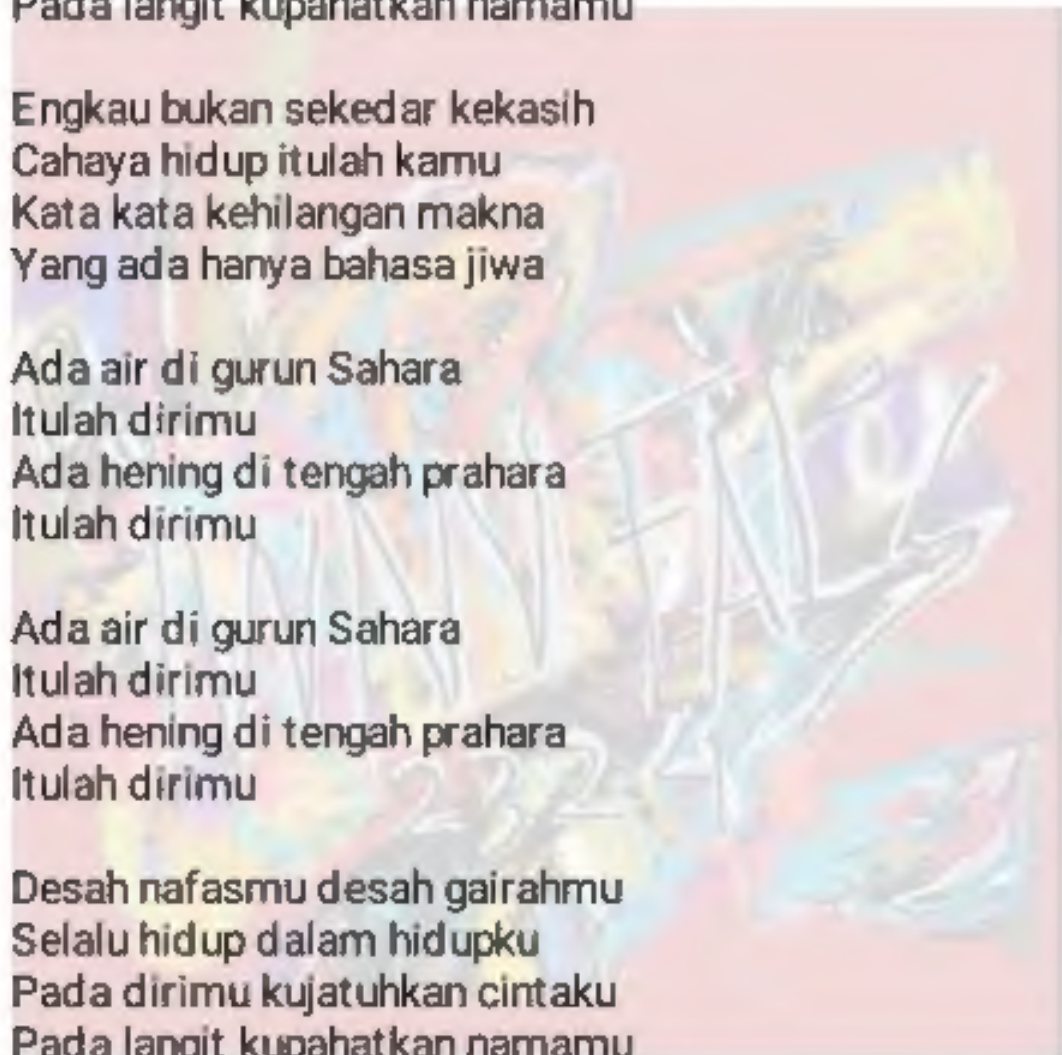 Pada langit kupahatkan namamu
Engkau bukan sekedar kekasih
Cahaya hidup itulah kamu
Kata kata kehilangan makna
Yang ada hanya bahasa jiwa
Ada air di gurun Sahara
Itulah dirimu
Ada hening di tengah prahara
Itulah dirimu
Ada air di gurun Sahara
Itulah dirimu
Ada hening di tengah prahara
Itulah dirimu
Desah nafasmu desah gairahmu
Selalu hidup dalam hidupku
Pada dirimu kujatuhkan cintaku
Pada langit kupahatkan namamu